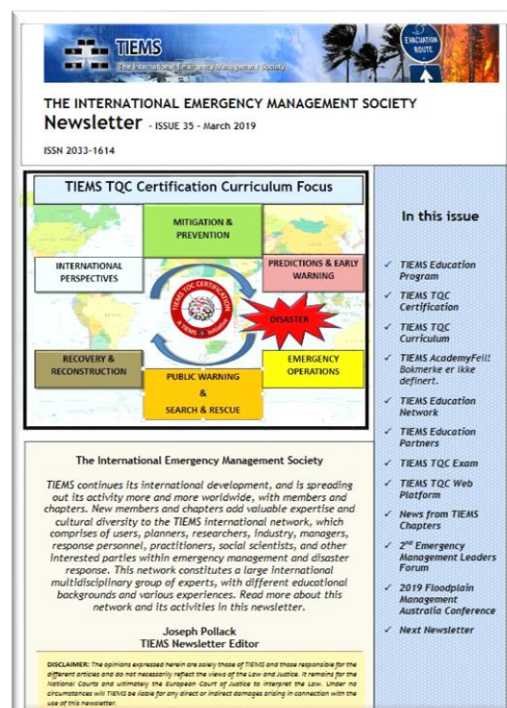 TIEMS
The International Emergency Management Society
EVACUATION
ROUTE
THE INTERNATIONAL EMERGENCY MANAGEMENT SOCIETY
Newsletter - ISSUE 35 - March 2019
ISSN 2033-1614
TIEMS TQC Certification Curriculum Focus
MITIGATION &
PREVENTION
INTERNATIONAL
PERSPECTIVES
PREDICTIONS & EARLY
WARNING
TIEMS TQC CERTIFICATION
A TIEMS Initiative
DISASTER
RECOVERY &
RECONSTRUCTION
EMERGENCY
OPERATIONS
PUBLIC WARNING
&
SEARCH & RESCUE
The International Emergency Management Society
TIEMS continues its international development, and is spreading
out its activity more and more worldwide, with members and
chapters. New members and chapters add valuable expertise and
cultural diversity to the TIEMS international network, which
comprises of users, planners, researchers, industry, managers,
response personnel, practitioners, social scientists, and other
interested parties within emergency management and disaster
response. This network constitutes a large international
multidisciplinary group of experts, with different educational
backgrounds and various experiences. Read more about this
network and its activities in this newsletter.
Joseph Pollack
TIEMS Newsletter Editor
DISCLAIMER: The opinions expressed herein are solely those of TIEMS and those responsible for the
different articles and do not necessarily reflect the views of the Law and Justice. It remains for the
National Courts and ultimately the European Court of Justice to interpret the Law. Under no
circumstances will TIEMS be liable for any direct or indirect damages arising in connection with the
use of this newsletter.
In this issue
✓ TIEMS Education
Program
✓ TIEMS TQC
Certification
✓ TIEMS TQC
Curriculum
✓ TIEMS AcademyFeil!
Bokmerke er ikke
definert.
✓ TIEMS Education
Network
✓ TIEMS Education
Partners
✓ TIEMS TQC Exam
✓ TIEMS TQC Web
Platform
✓ News from TIEMS
Chapters
✓ 2nd Emergency
Management Leaders
Forum
✓ 2019 Floodplain
Management
Australia Conference
✓ Next Newsletter